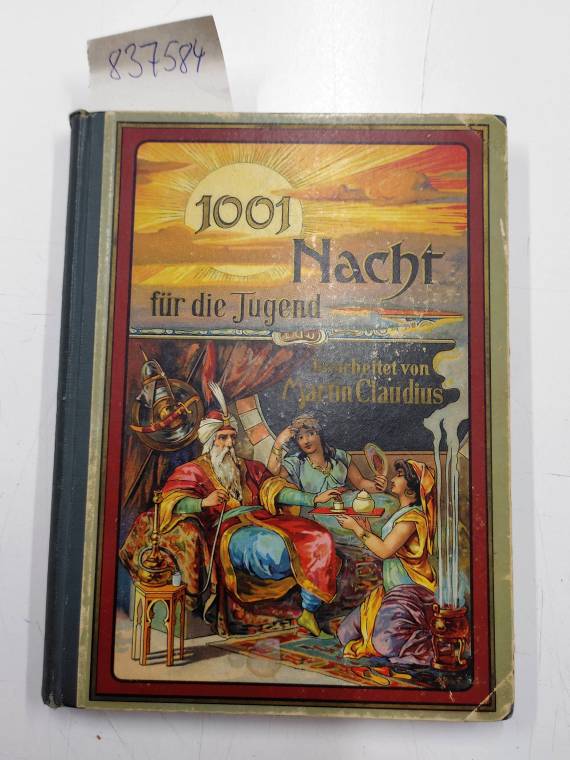 837584
1001
Nacht
für die Jugend
bearbeitet von
Martin Claudius